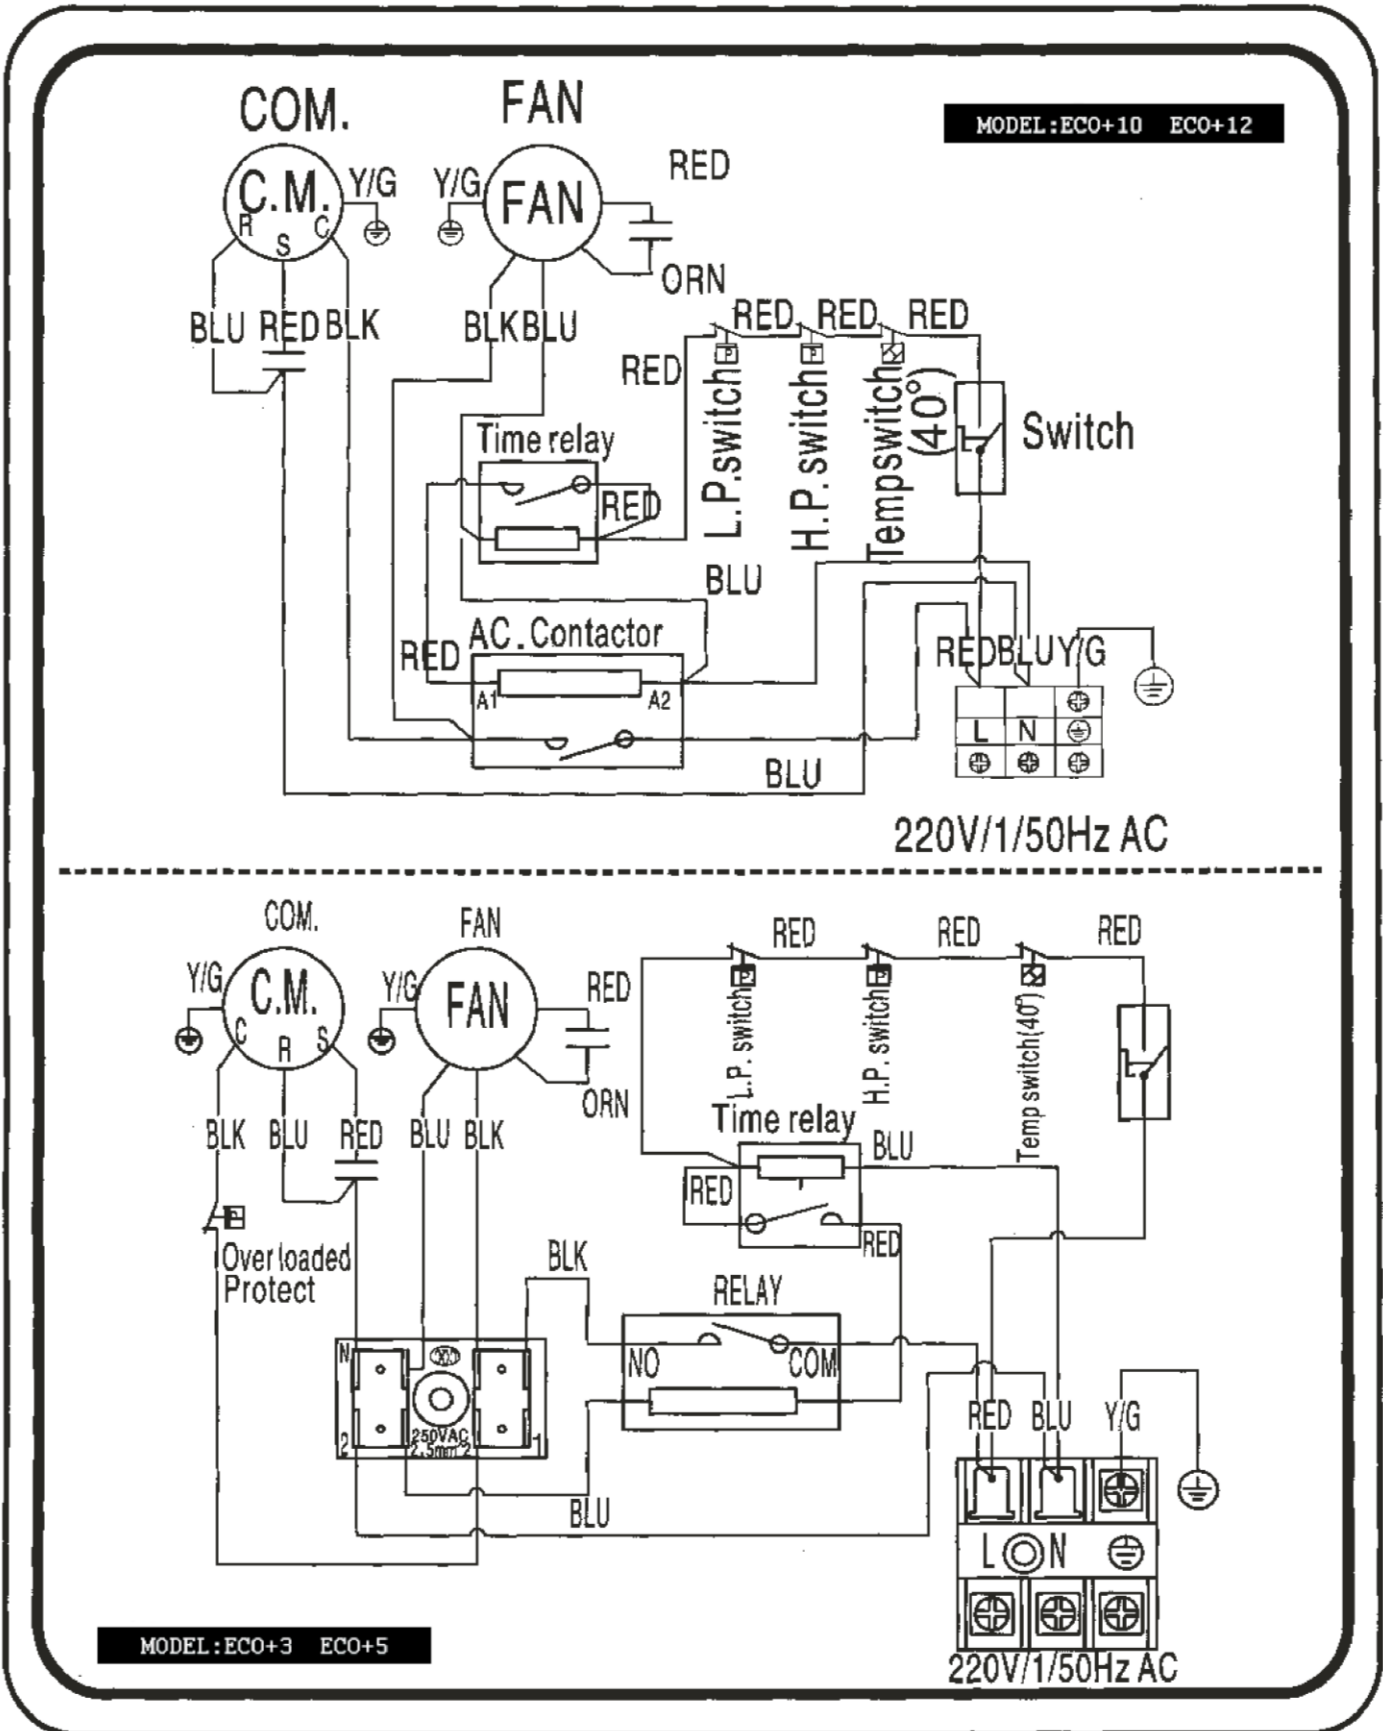 COM.
FAN
MODEL:ECO+10 ECO+12
C.M.
R
S
C
Y/G
Y/G
FAN
RED
ORN
BLU
RED
BLK
BLK
BLU
RED
RED
RED
RED
L.P.switch
H.P.switch
Tempswitch
(40°)
Switch
Time relay
RED
BLU
AC.Contactor
RED
A1
A2
RED
BLU
Y/G
L
N
BLU
220V/1/50Hz AC
COM.
FAN
RED
RED
RED
Y/G
C.M.
C
R
S
Y/G
FAN
RED
ORN
P
P
L.P. switch
H.P. switch
Temp switch(40°)
BLK
BLU
RED
BLU
BLK
Time relay
BLU
RED
RED
P
Over loaded
Protect
BLK
RELAY
NO
COM
N
2
250VAC
2.5mm 2
1
BLU
RED
BLU
Y/G
L
N
220V/1/50Hz AC
MODEL:ECO+3 ECO+5